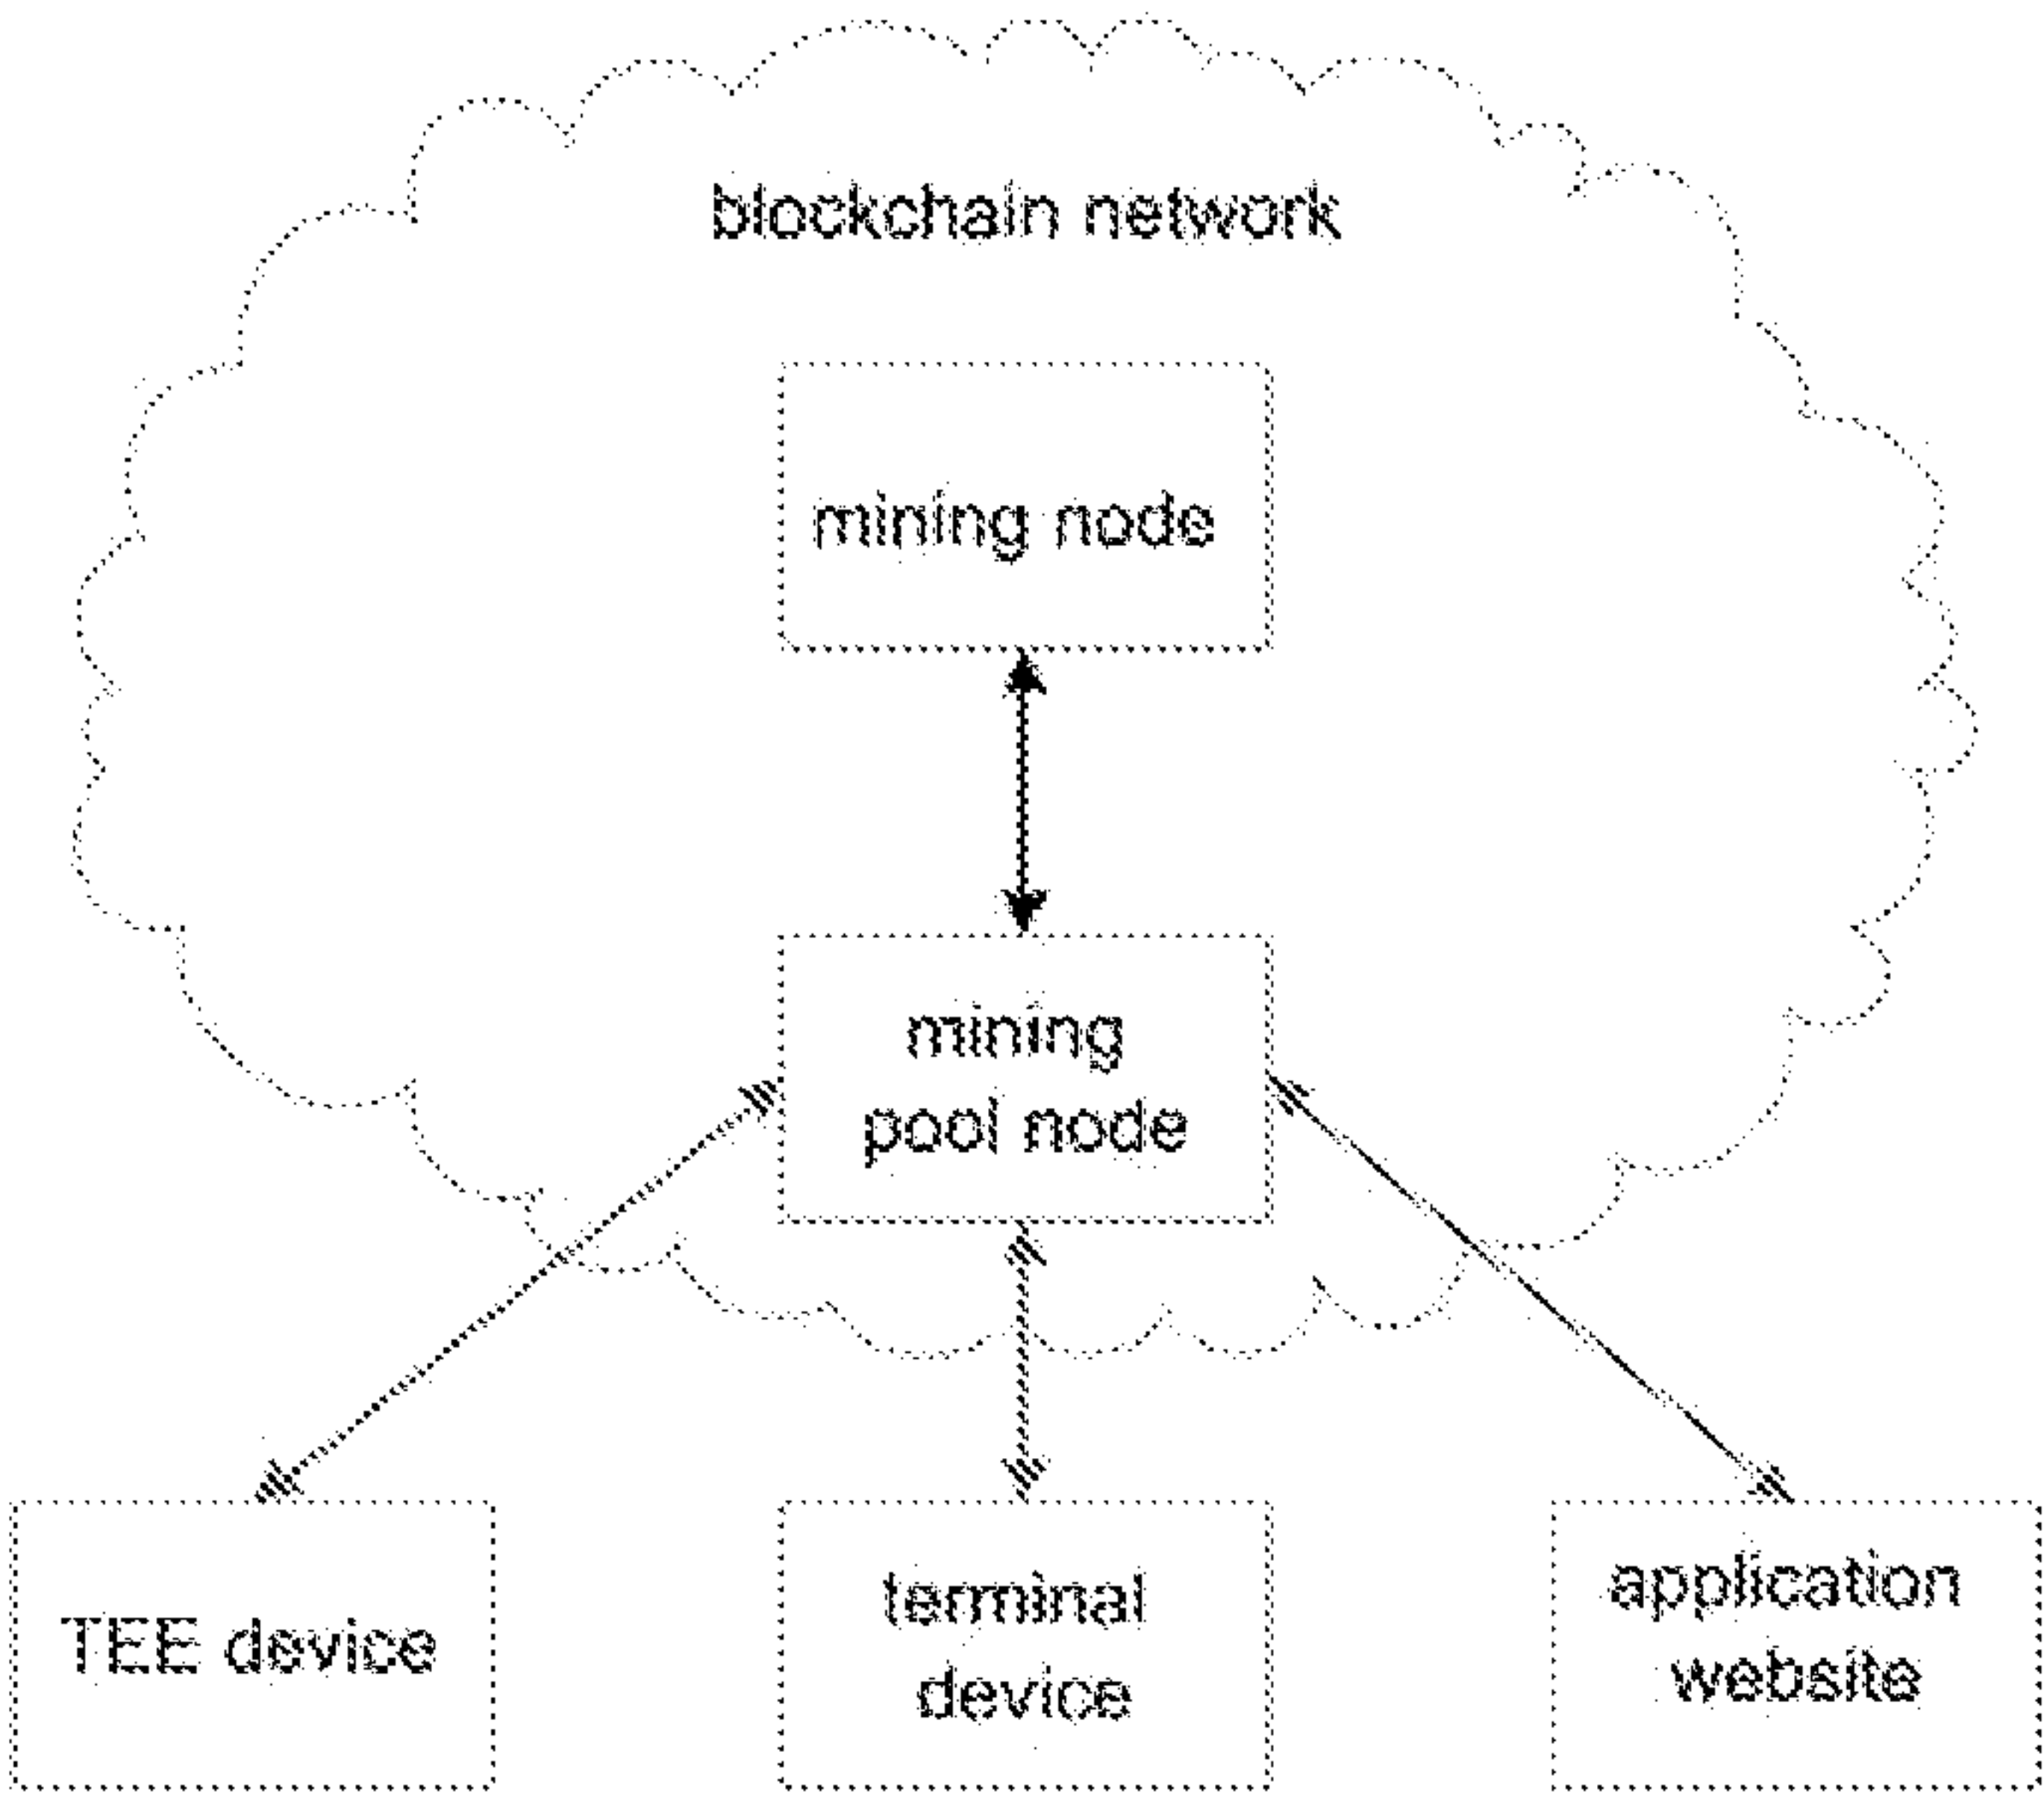 blockchain network
mining node
mining
pool node
TEE device
terminal
device
application
website